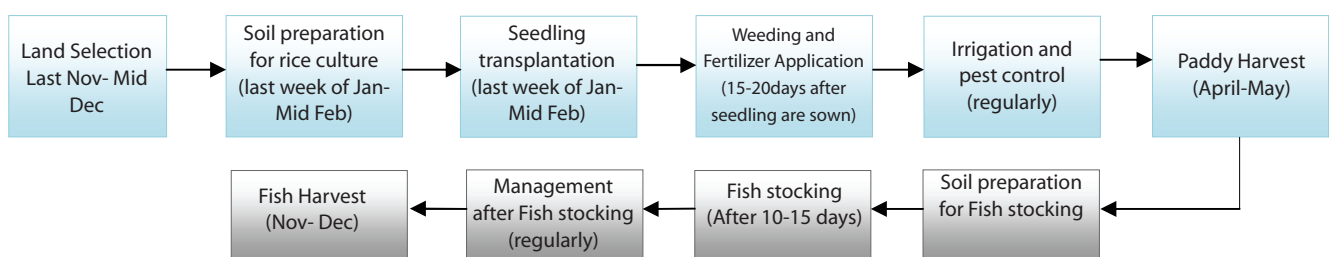 Land Selection
Last Nov- Mid
Dec
Soil preparation
for rice culture
(last week of Jan-
Mid Feb)
Seedling
transplantation
(last week of Jan-
Mid Feb)
Weeding and
Fertilizer Application
(15-20days after
seedling are sown)
Irrigation and
pest control
(regularly)
Paddy Harvest
(April-May)
Soil preparation
for Fish stocking
Fish stocking
(After 10-15 days)
Management
after Fish stocking
(regularly)
Fish Harvest
(Nov- Dec)